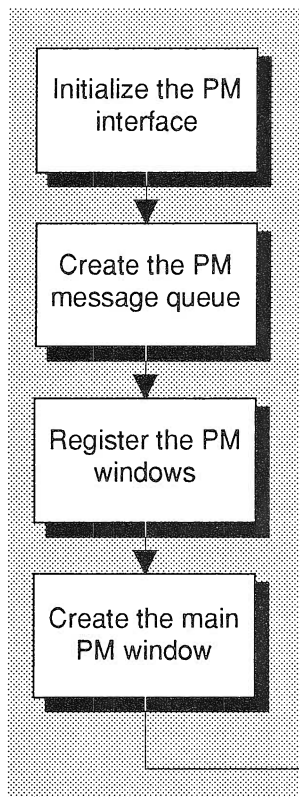 Initialize the PM
interface
Create the PM
message queue
Register the PM
windows
Create the main
PM window